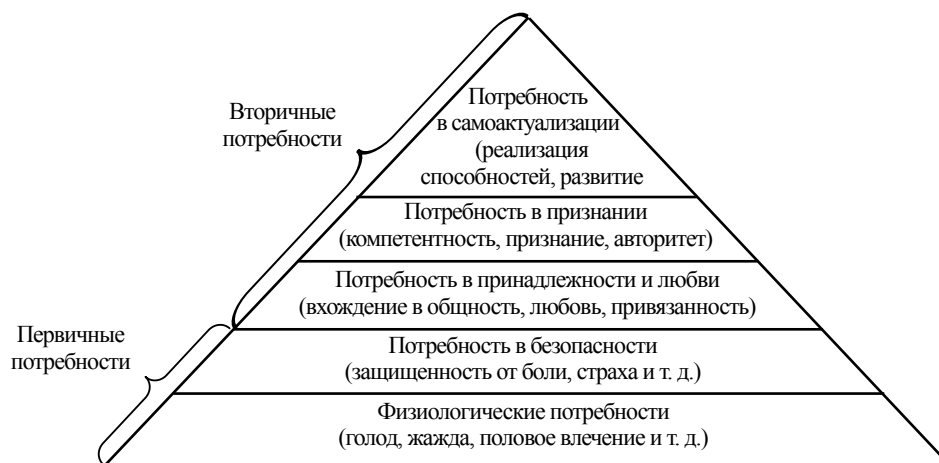 Вторичные
потребности
Потребность
в самоактуализации
(реализация
способностей, развитие
Потребность в признании
(компетентность, признание, авторитет)
Потребность в принадлежности и любви
(вхождение в общность, любовь, привязанность)
Первичные
потребности
Потребность в безопасности
(защищенность от боли, страха и т. д.)
Физиологические потребности
(голод, жажда, половое влечение и т. д.)